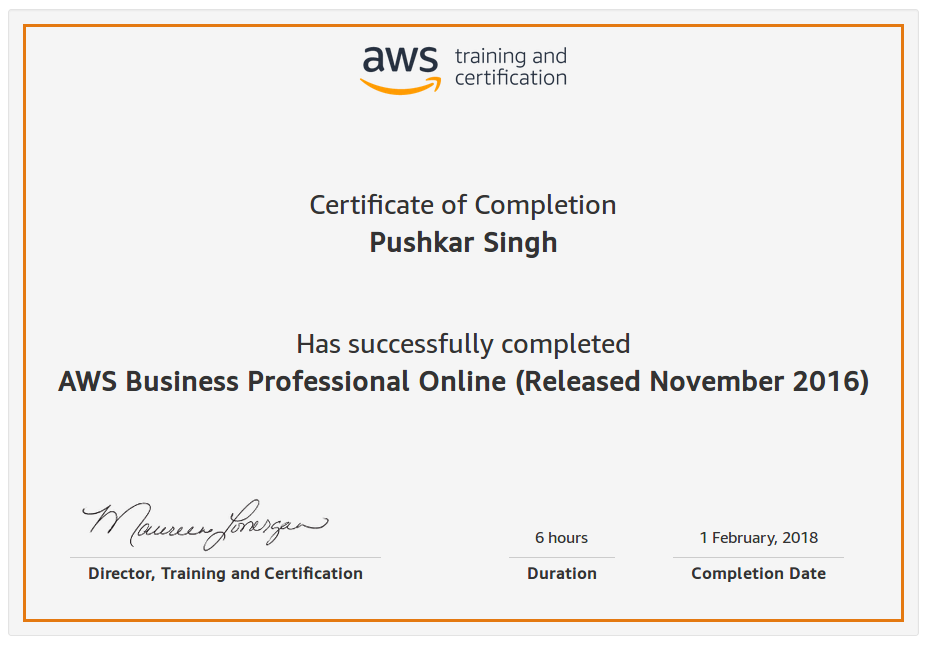 aws training and
certification
Certificate of Completion
Pushkar Singh
Has successfully completed
AWS Business Professional Online (Released November 2016)
Maureen Lonergan
6 hours
1 February, 2018
Director, Training and Certification
Duration
Completion Date